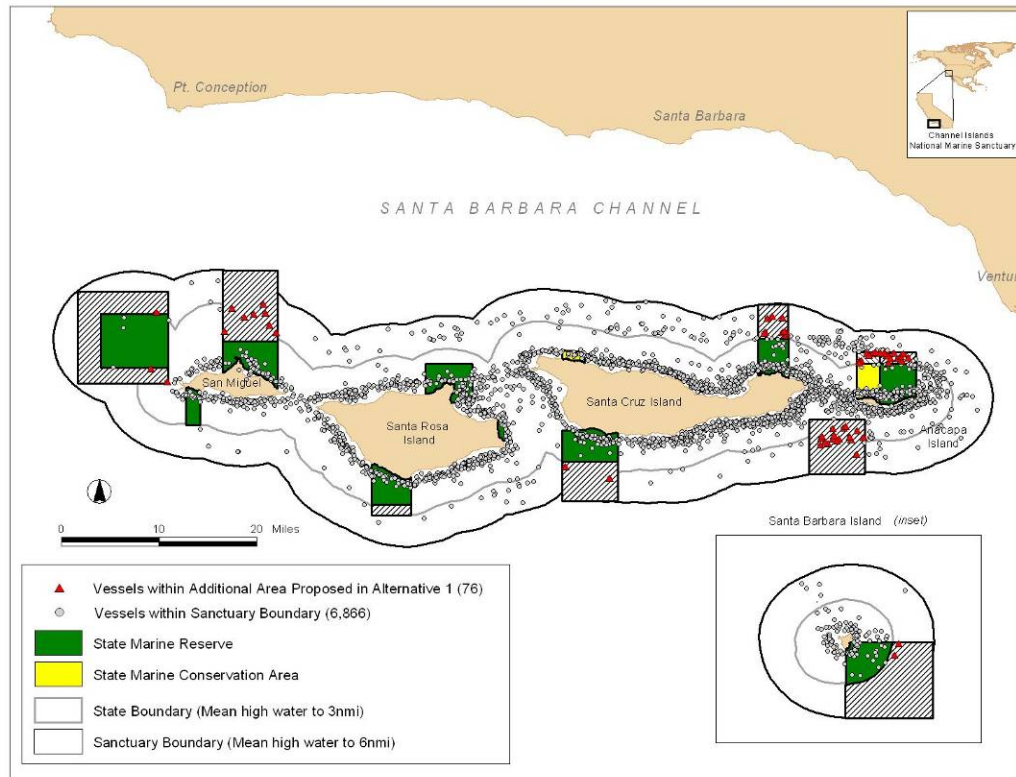 Pt. Conception
Santa Barbara
Channel Islands
National Marine Sanctuary
SANTA BARBARA CHANNEL
Ventur
San Miguel
Santa Rosa
Island
Santa Cruz Island
Anacapa
Island
Santa Barbara Island (inset)
0 10 20 Miles
Vessels within Additional Area Proposed in Alternative 1 (76)
Vessels within Sanctuary Boundary (6,866)
State Marine Reserve
State Marine Conservation Area
State Boundary (Mean high water to 3nmi)
Sanctuary Boundary (Mean high water to 6nmi)